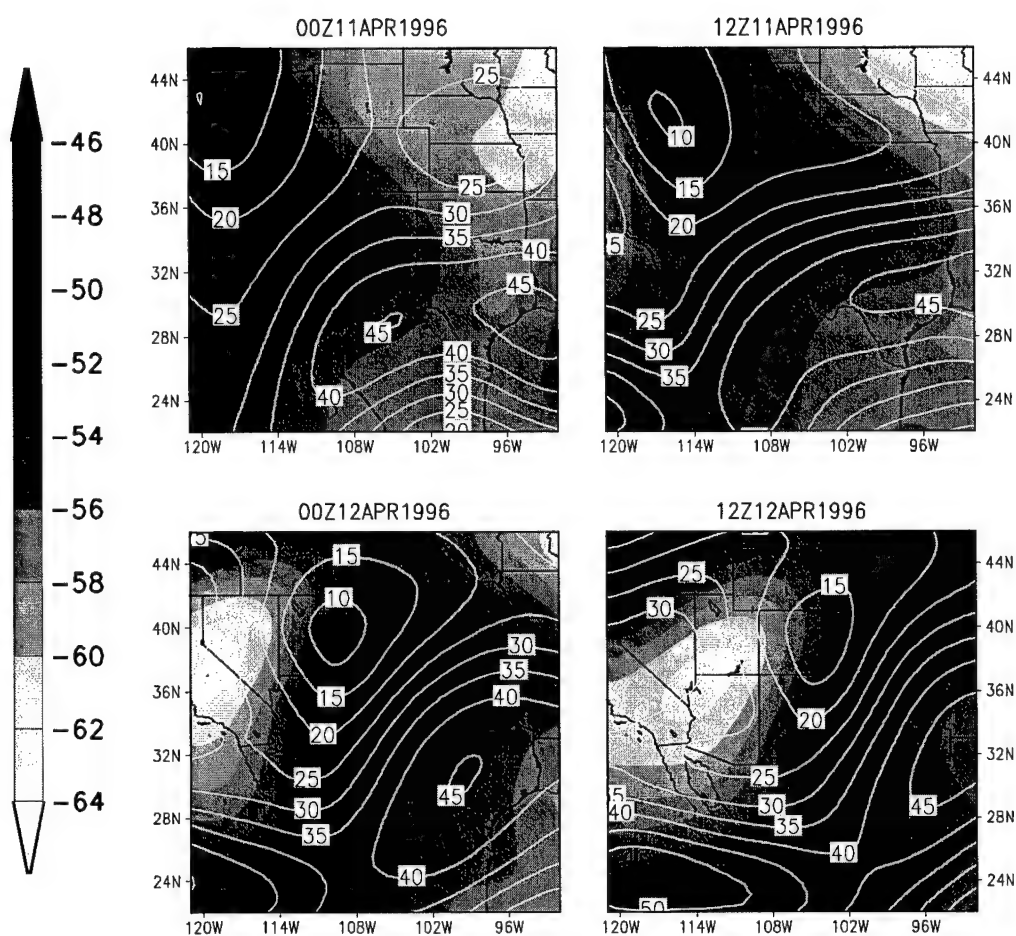 00Z11APR1996
12Z11APR1996
-46
-48
-50
-52
-54
-56
-58
-60
-62
-64
44N
40N
36N
32N
28N
24N
120W
114W
108W
102W
96W
25
15
25
20
30
35
40
45
25
45
40
35
40
30
25
20
44N
40N
36N
32N
28N
24N
120W
114W
108W
102W
96W
10
15
20
25
45
30
35
00Z12APR1996
12Z12APR1996
44N
40N
36N
32N
28N
24N
120W
114W
108W
102W
96W
15
10
30
35
15
40
20
25
45
30
35
40
44N
40N
36N
32N
28N
24N
120W
114W
108W
102W
96W
25
15
30
20
25
30
45
40
35
40
50